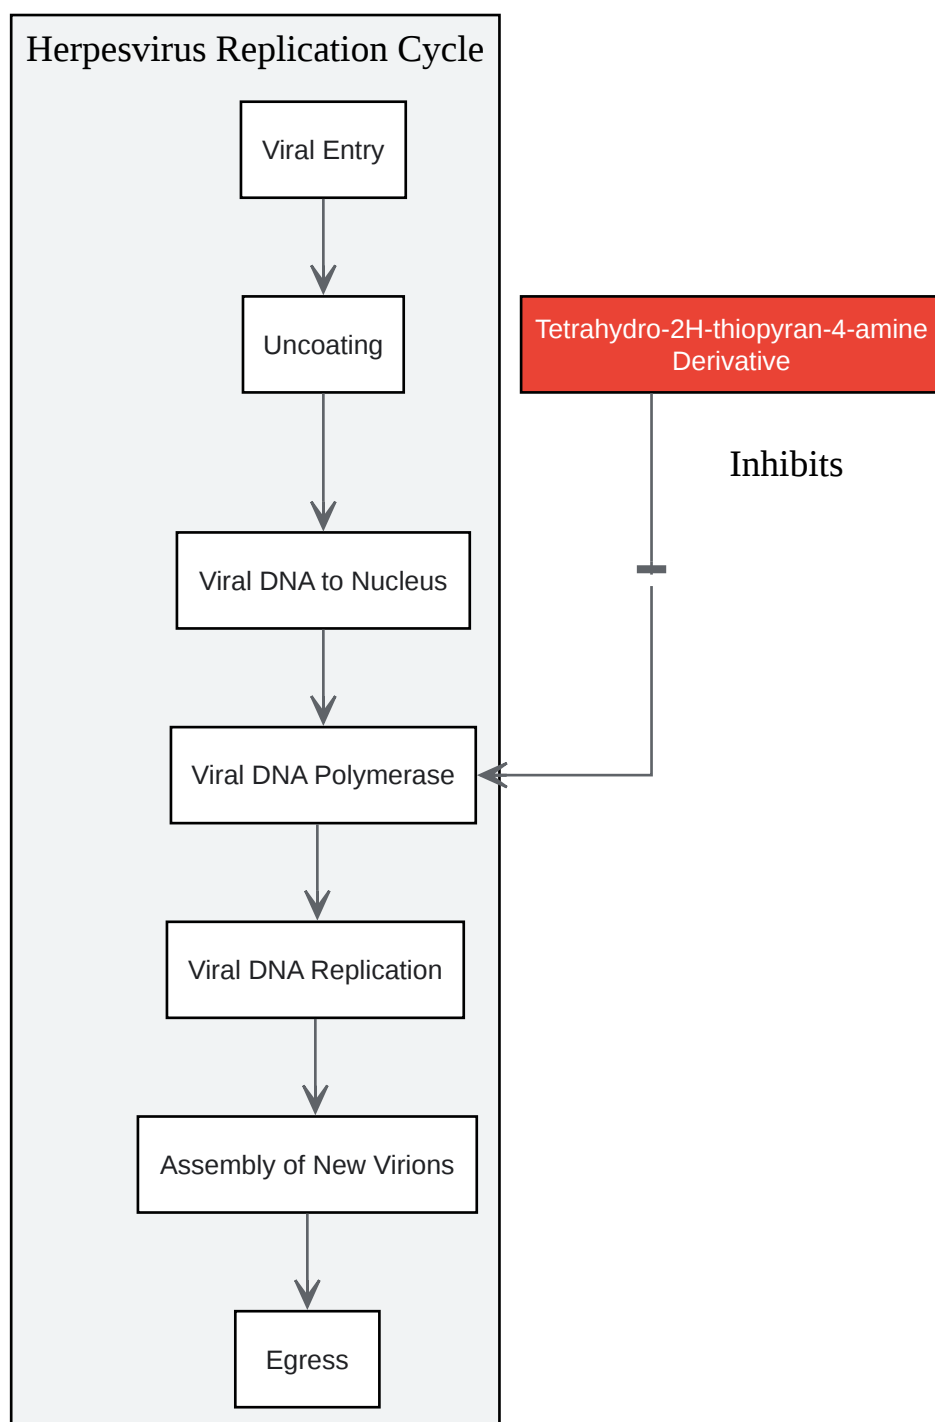 Herpesvirus Replication Cycle
Viral Entry
Uncoating
Tetrahydro-2H-thiopyran-4-amine
Derivative
Inhibits
Viral DNA to Nucleus
Viral DNA Polymerase
Viral DNA Replication
Assembly of New Virions
Egress